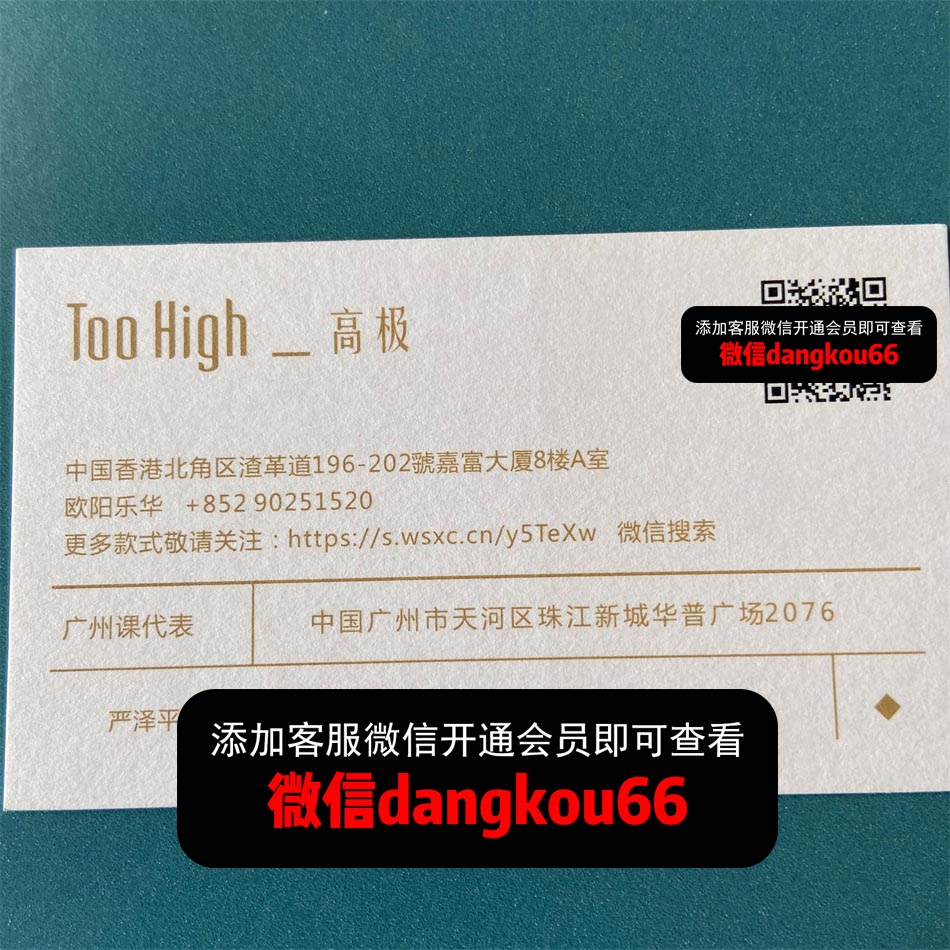 Too High _ 高极
添加客服微信开通会员即可查看
微信dangkou66
中国香港北角区渣革道196-202號嘉富大厦8楼A室
欧阳乐华 +852 90251520
更多款式敬请关注：https://s.wsxc.cn/y5TeXw 微信搜索
广州课代表 中国广州市天河区珠江新城华普广场2076
严泽平
添加客服微信开通会员即可查看
微信dangkou66